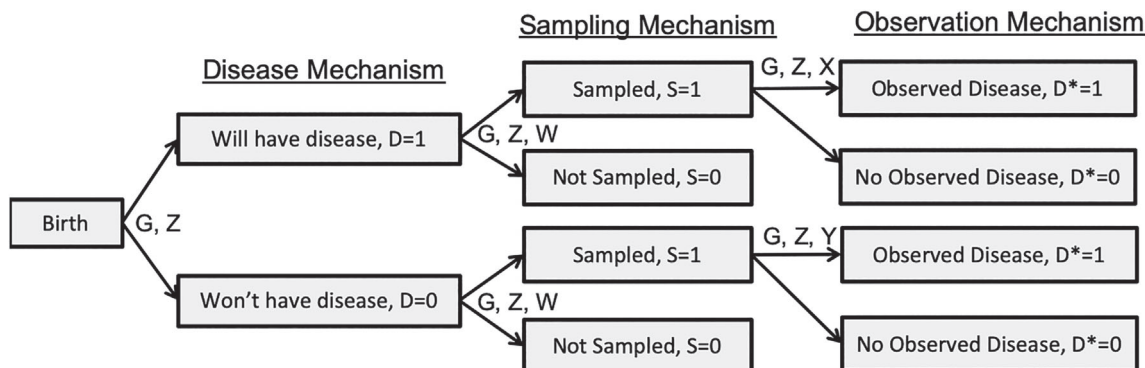 Disease Mechanism
Sampling Mechanism
Observation Mechanism
Birth
G, Z
Will have disease, D=1
Won't have disease, D=0
G, Z, W
Sampled, S=1
Not Sampled, S=0
G, Z, W
Sampled, S=1
Not Sampled, S=0
G, Z, X
Observed Disease, D*=1
No Observed Disease, D*=0
G, Z, Y
Observed Disease, D*=1
No Observed Disease, D*=0